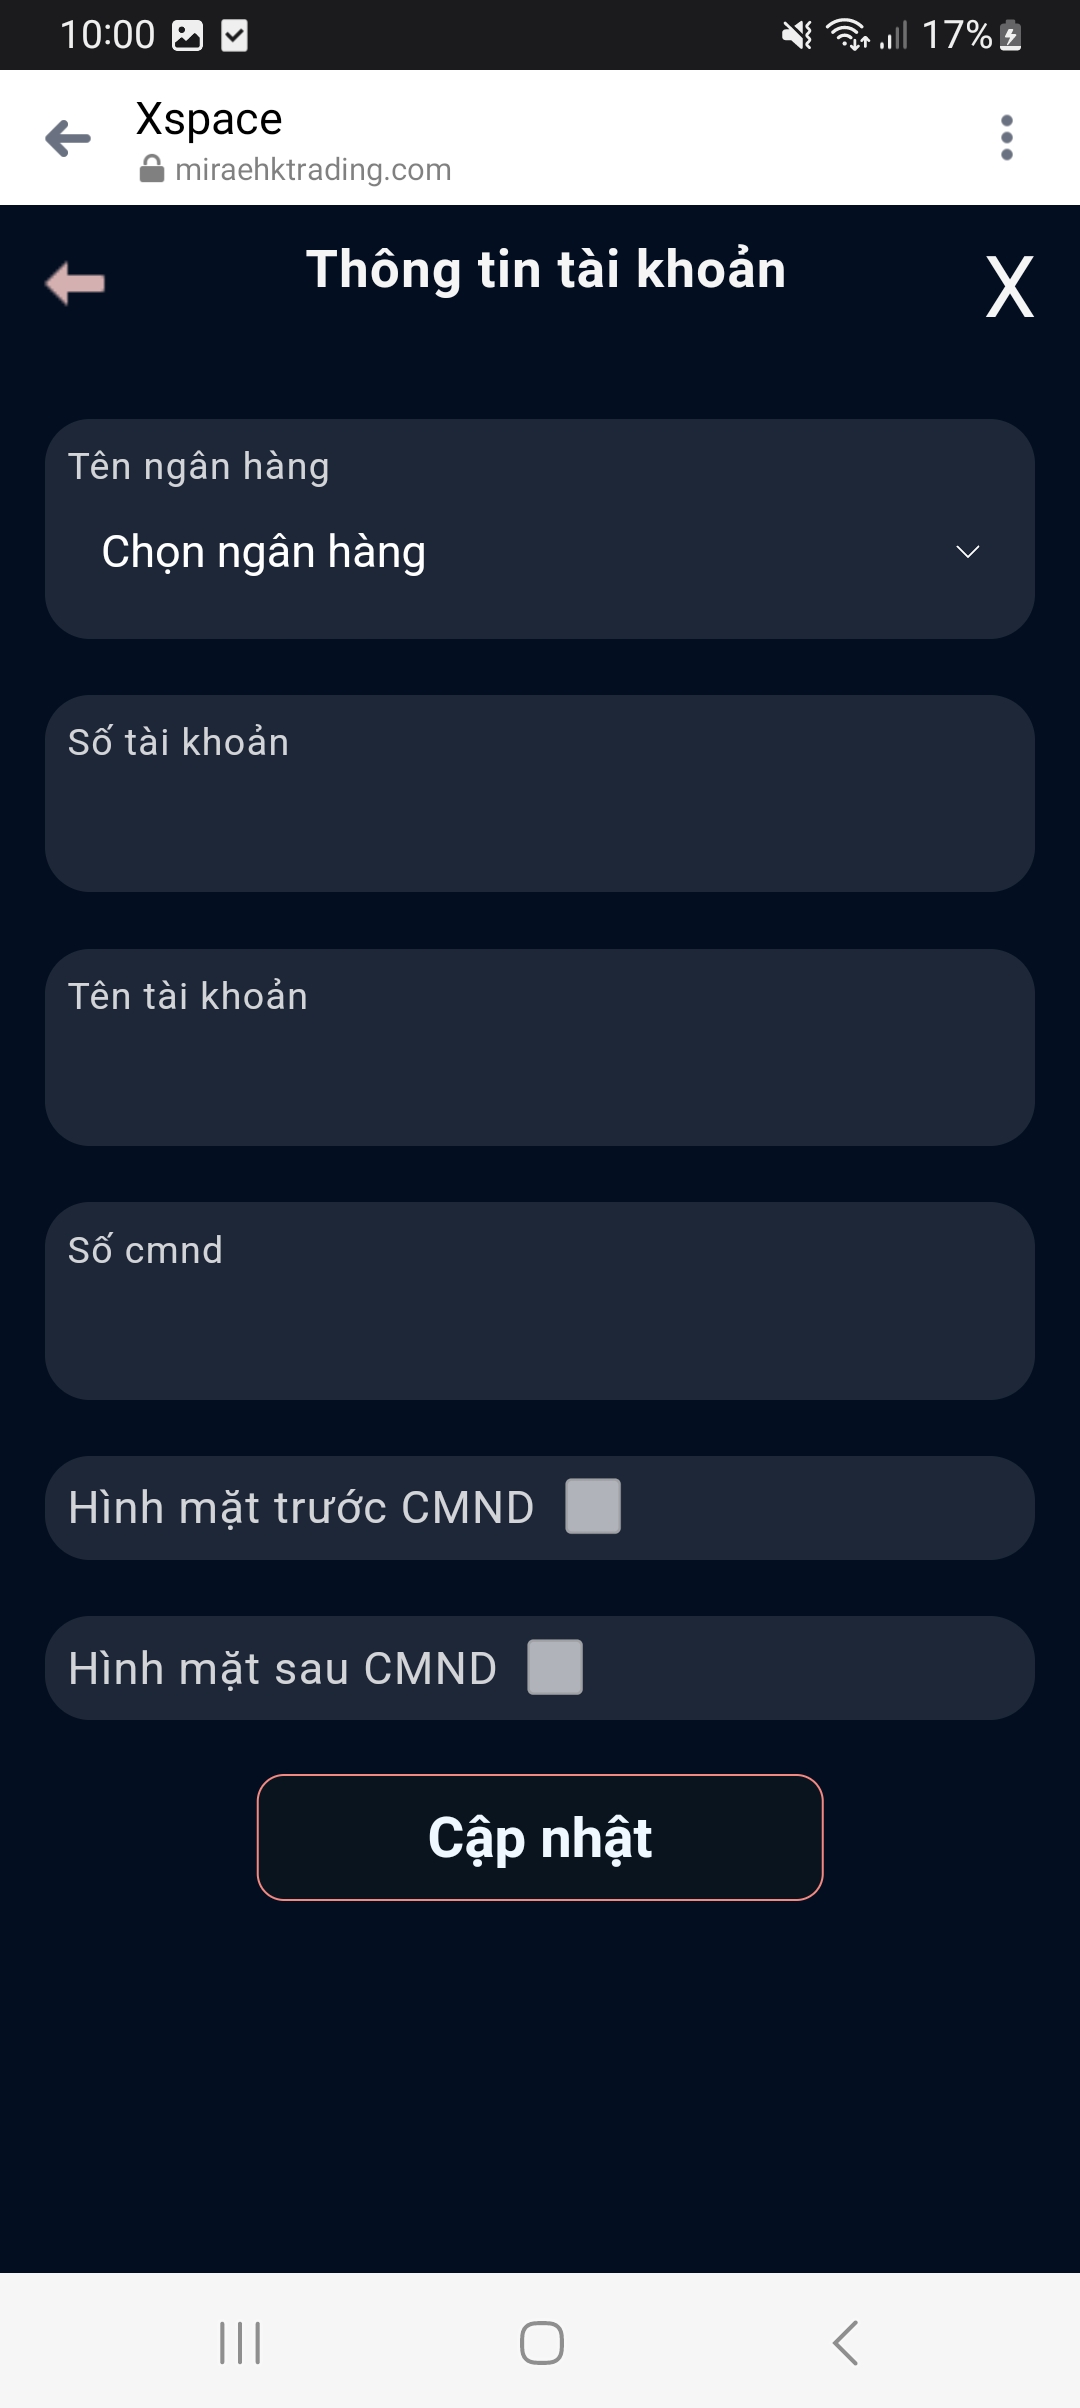 10:00
17%
Xspace
miraehktrading.com
Thông tin tài khoản
X
Tên ngân hàng
Chọn ngân hàng
Số tài khoản
Tên tài khoản
Số cmnd
Hình mặt trước CMND
Hình mặt sau CMND
Cập nhật